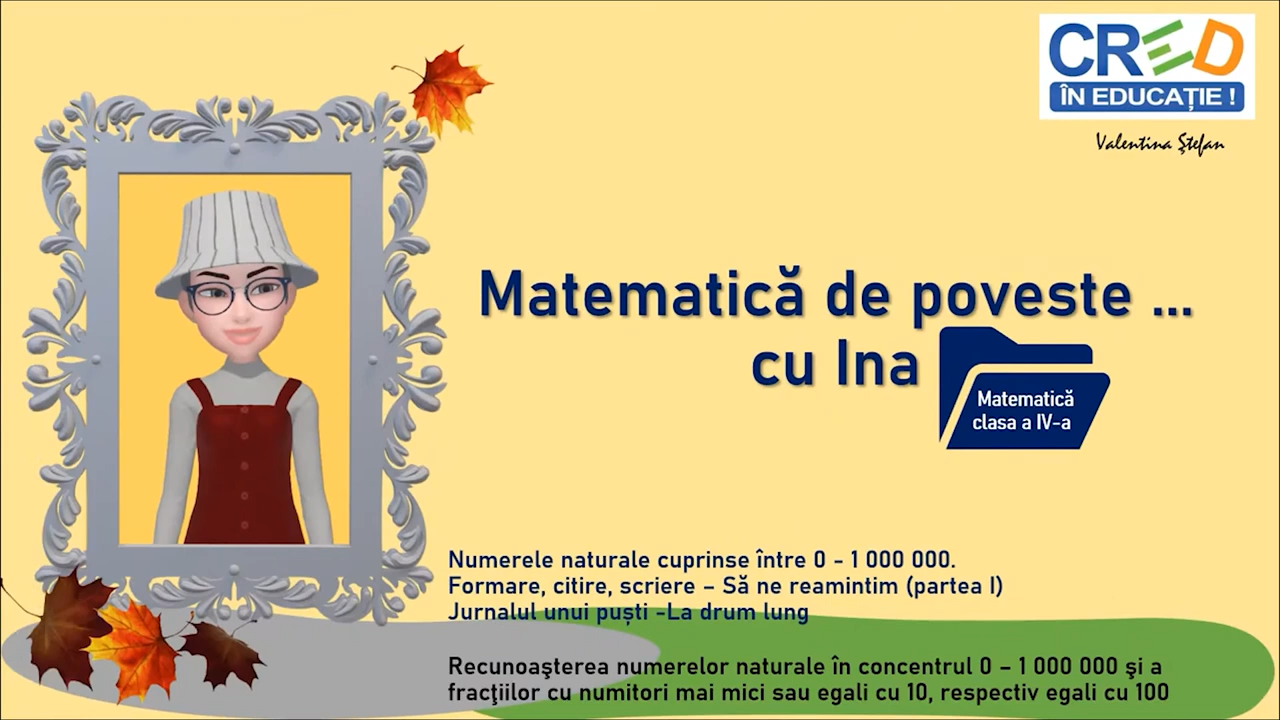 CRED
ÎN EDUCAȚIE !
Valentina Ştefan
Matematică de poveste ...
cu Ina
Matematică
clasa a IV-a
Numerele naturale cuprinse între 0 - 1 000 000.
Formare, citire, scriere – Să ne reamintim (partea I)
Jurnalul unui puști -La drum lung
Recunoaşterea numerelor naturale în concentrul 0 – 1 000 000 şi a
fracţiilor cu numitori mai mici sau egali cu 10, respectiv egali cu 100